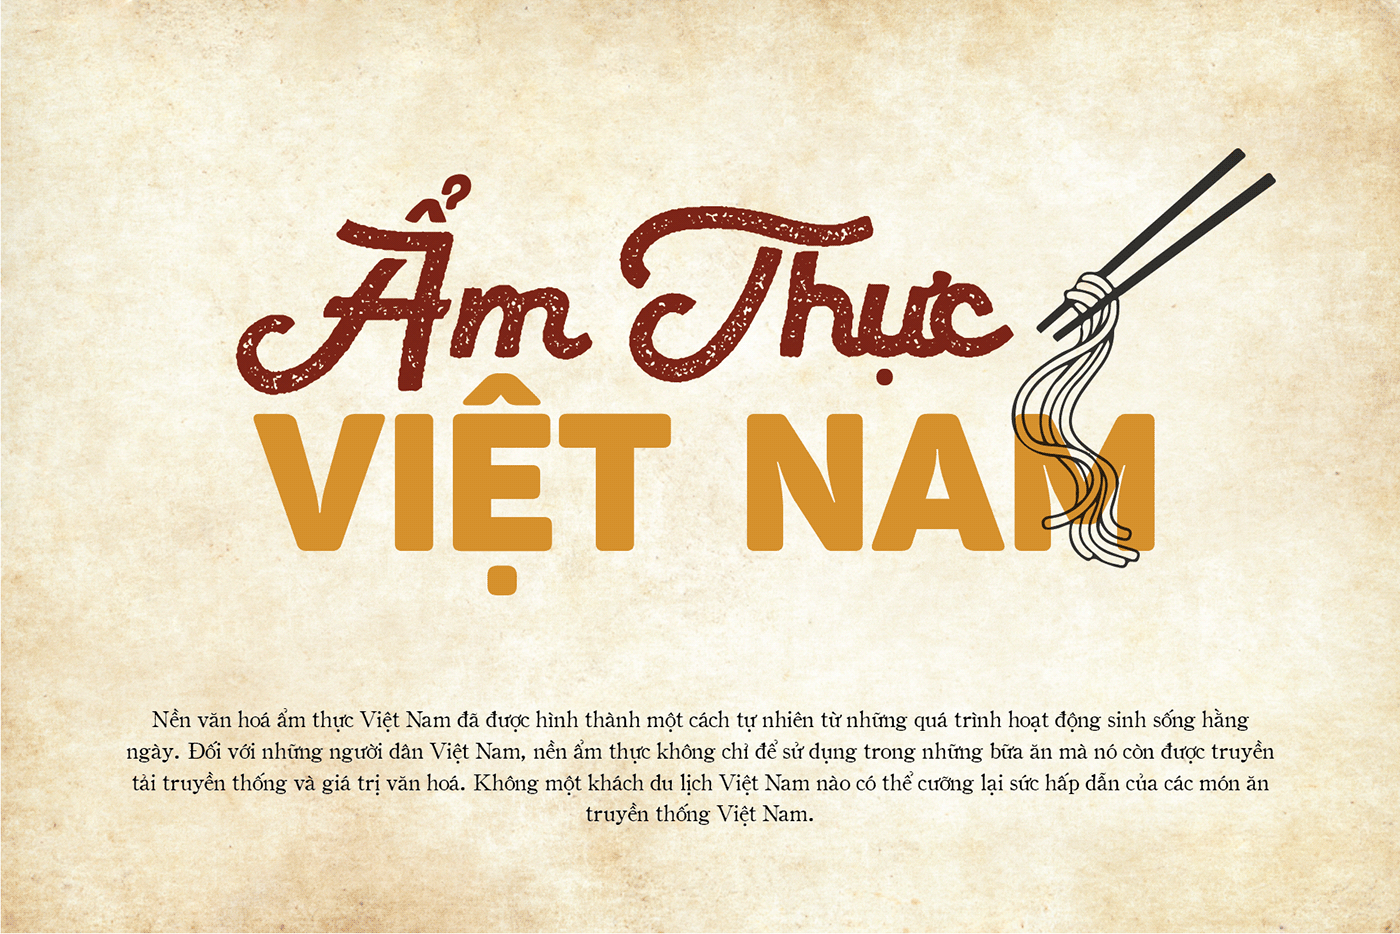 Ẩm Thực
VIỆT NAM
Nền văn hoá ẩm thực Việt Nam đã được hình thành một cách tự nhiên từ những quá trình hoạt động sinh sống hằng
ngày. Đối với những người dân Việt Nam, nền ẩm thực không chỉ để sử dụng trong những bữa ăn mà nó còn được truyền
tải truyền thống và giá trị văn hoá. Không một khách du lịch Việt Nam nào có thể cưỡng lại sức hấp dẫn của các món ăn
truyền thống Việt Nam.